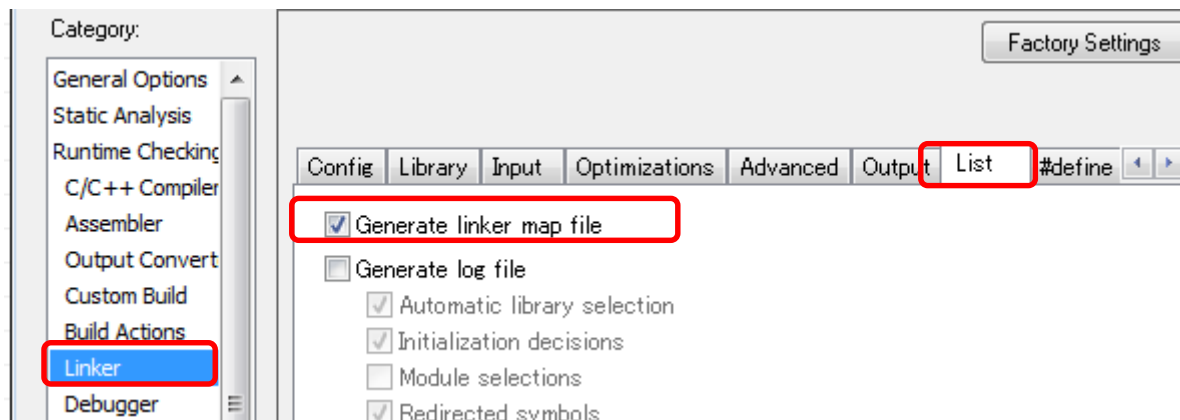 Category:
General Options
Static Analysis
Runtime Checking
C/C++ Compiler
Assembler
Output Convert
Custom Build
Build Actions
Linker
Debugger
Factory Settings
Config Library Input Optimizations Advanced Output List #define
Generate linker map file
Generate log file
Automatic library selection
Initialization decisions
Module selections
Redirected symbols